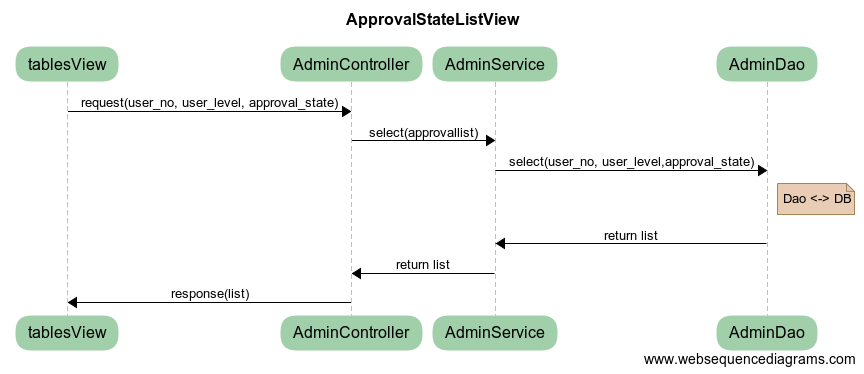 ApprovalStateListView
tablesView AdminController AdminService AdminDao
request(user_no, user_level, approval_state)
select(approvallist)
select(user_no, user_level,approval_state)
Dao <-> DB
return list
return list
response(list)
tablesView AdminController AdminService AdminDao
www.websequencediagrams.com